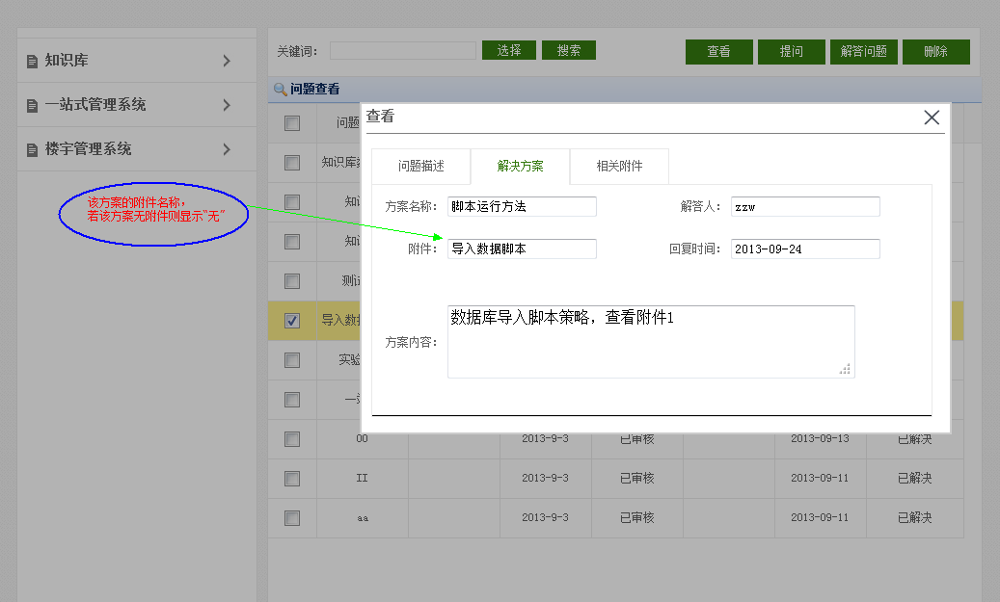 关键词：
选择
搜索
查看
提问
解答问题
删除
知识库
一站式管理系统
楼宇管理系统
问题查看
该方案的附件名称，
若该方案无附件则显示"无"
查看
问题描述
解决方案
相关附件
方案名称：
脚本运行方法
解答人：
zzw
附件：
导入数据脚本
回复时间：
2013-09-24
方案内容：
数据库导入脚本策略，查看附件1
问题
知识库
知
知
测
导入数
实验
一
00 2013-9-3 已审核 2013-09-13 已解决
II 2013-9-3 已审核 2013-09-11 已解决
aa 2013-9-3 已审核 2013-09-11 已解决